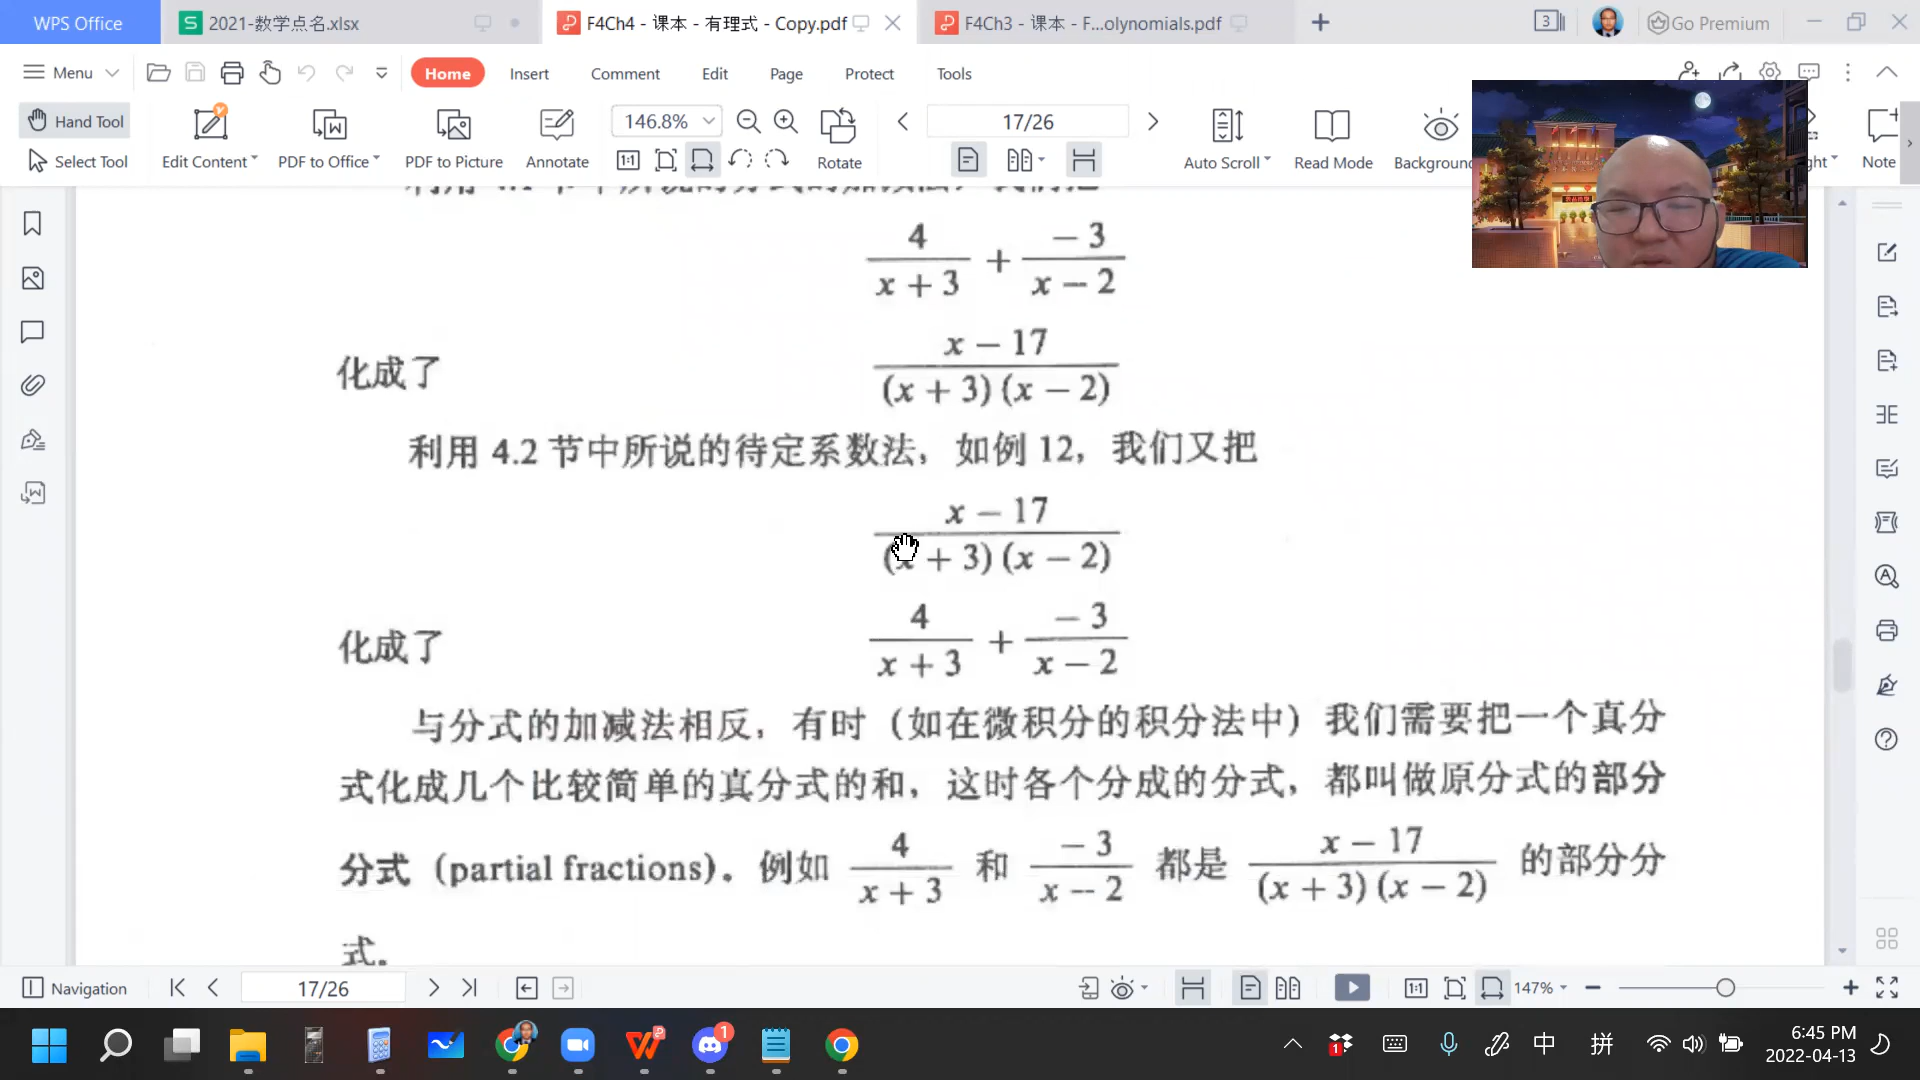 WPS Office
2021-数学点名.xlsx
F4Ch4 - 课本 - 有理式 - Copy.pdf
F4Ch3 - 课本 - F...olynomials.pdf
3
Go Premium
Menu
Home
Insert
Comment
Edit
Page
Protect
Tools
Hand Tool
Select Tool
Edit Content
PDF to Office
PDF to Picture
Annotate
146.8%
1:1
Rotate
17/26
Auto Scroll
Read Mode
Background
ght
Note
4/(x + 3) + (−3)/(x − 2)
化成了 (x − 17)/((x + 3)(x − 2))
利用 4.2 节中所说的待定系数法，如例 12，我们又把
(x − 17)/((x + 3)(x − 2))
化成了 4/(x + 3) + (−3)/(x − 2)
与分式的加减法相反，有时（如在微积分的积分法中）我们需要把一个真分
式化成几个比较简单的真分式的和，这时各个分成的分式，都叫做原分式的部分
分式（partial fractions）。例如 4/(x + 3) 和 (−3)/(x − 2) 都是 (x − 17)/((x + 3)(x − 2)) 的部分分
式。
Navigation
17/26
1:1
147%
1
1
中
拼
6:45 PM
2022-04-13